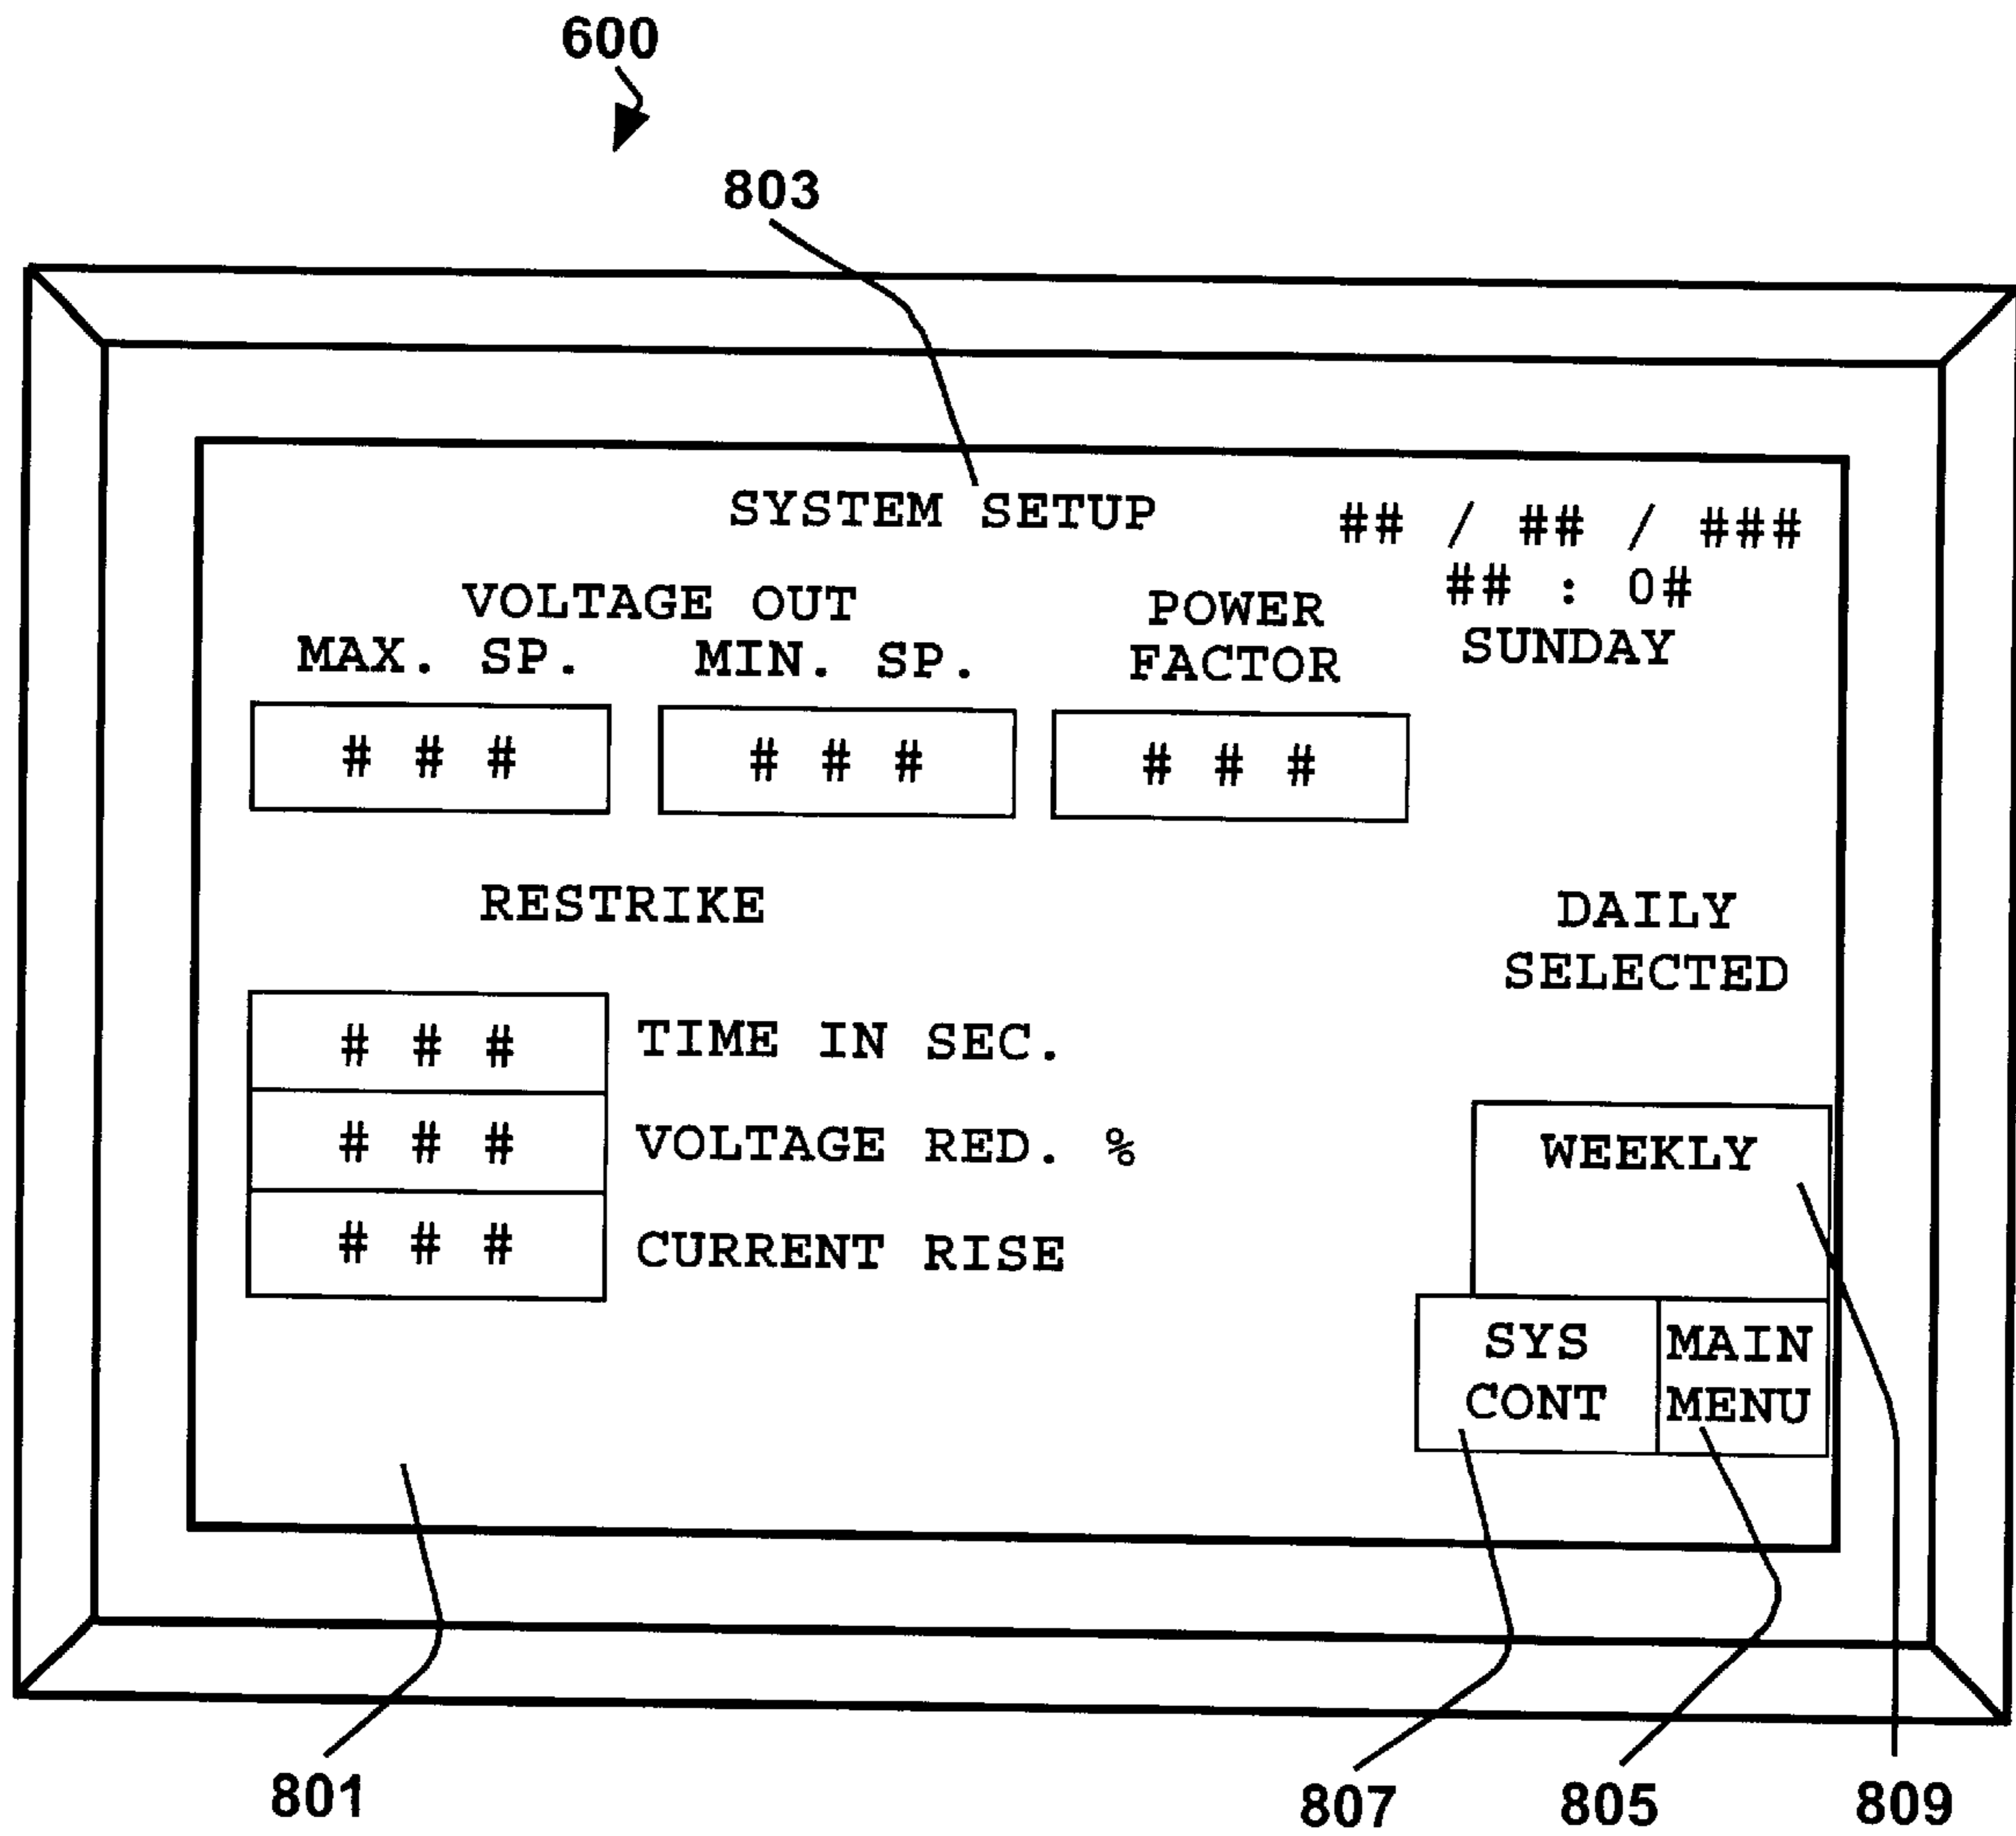 600
803
SYSTEM SETUP
## / ## / ###
## : 0#
SUNDAY
VOLTAGE OUT
MAX. SP. MIN. SP.
POWER
FACTOR
# # # # # # # # #
RESTRIKE
DAILY
SELECTED
# # # TIME IN SEC.
# # # VOLTAGE RED. %
# # # CURRENT RISE
WEEKLY
SYS
CONT
MAIN
MENU
801
807
805
809